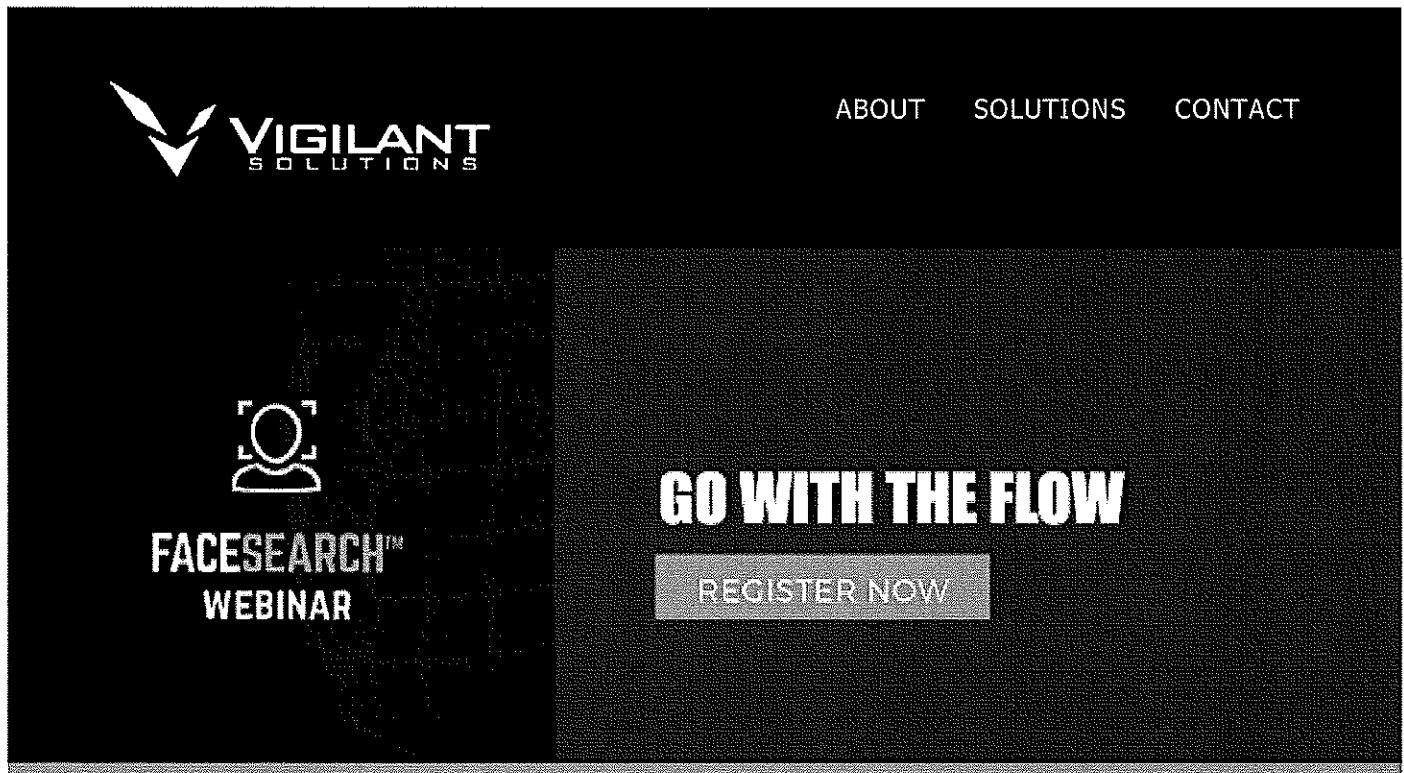 VIGILANT
SOLUTIONS
ABOUT SOLUTIONS CONTACT
FACESEARCH™
WEBINAR
GO WITH THE FLOW
REGISTER NOW